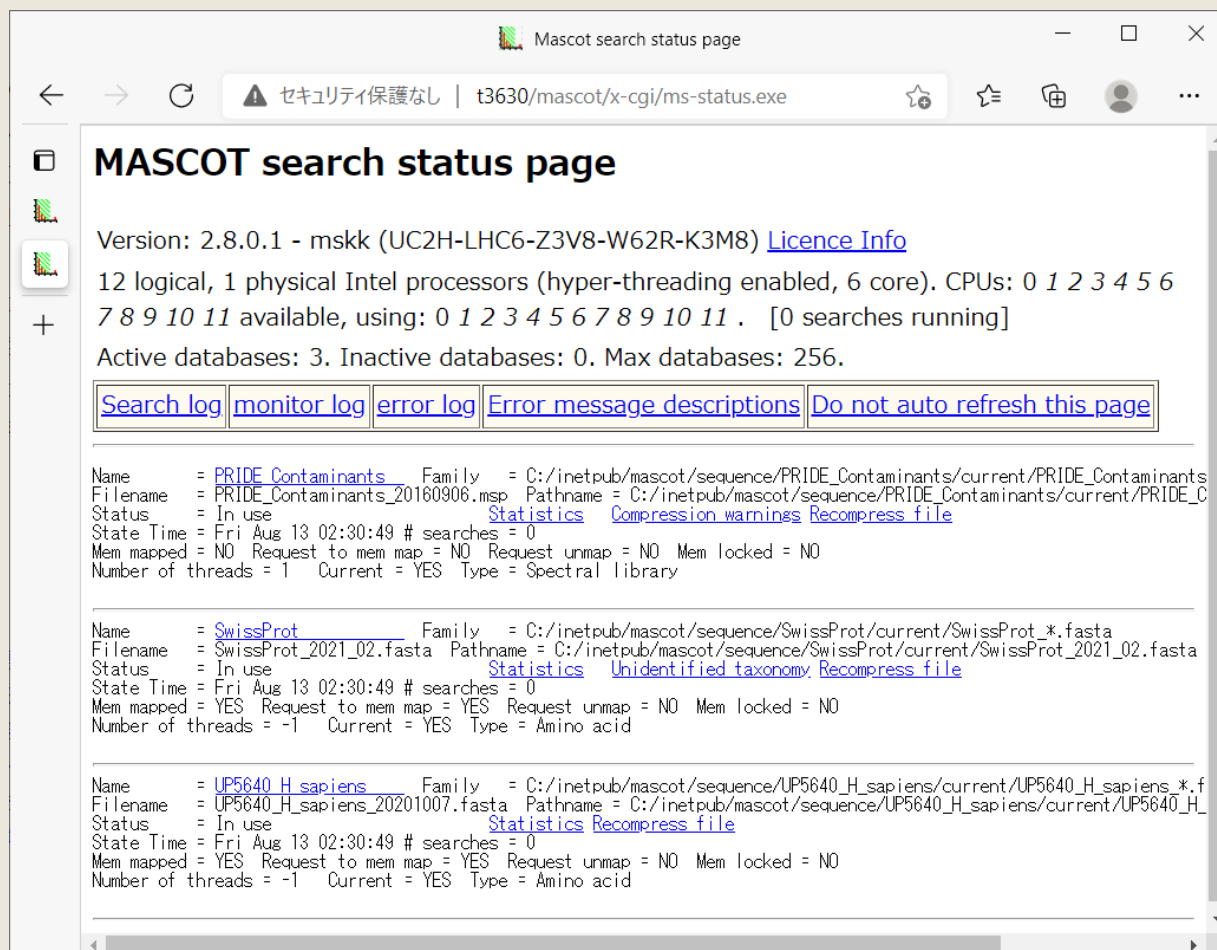 Mascot search status page
セキュリティ保護なし | t3630/mascot/x-cgi/ms-status.exe
MASCOT search status page
Version: 2.8.0.1 - mskk (UC2H-LHC6-Z3V8-W62R-K3M8) Licence Info
12 logical, 1 physical Intel processors (hyper-threading enabled, 6 core). CPUs: 0 1 2 3 4 5 6
7 8 9 10 11 available, using: 0 1 2 3 4 5 6 7 8 9 10 11 . [0 searches running]
Active databases: 3. Inactive databases: 0. Max databases: 256.
Search log monitor log error log Error message descriptions Do not auto refresh this page
Name = PRIDE_Contaminants Family = C:/inetpub/mascot/sequence/PRIDE_Contaminants/current/PRIDE_Contaminants
Filename = PRIDE_Contaminants_20160906.msp Pathname = C:/inetpub/mascot/sequence/PRIDE_Contaminants/current/PRIDE_C
Status = In use Statistics Compression warnings Recompress file
State Time = Fri Aug 13 02:30:49 # searches = 0
Mem mapped = NO Request to mem map = NO Request unmap = NO Mem locked = NO
Number of threads = 1 Current = YES Type = Spectral library
Name = SwissProt Family = C:/inetpub/mascot/sequence/SwissProt/current/SwissProt_*.fasta
Filename = SwissProt_2021_02.fasta Pathname = C:/inetpub/mascot/sequence/SwissProt/current/SwissProt_2021_02.fasta
Status = In use Statistics Unidentified taxonomy Recompress file
State Time = Fri Aug 13 02:30:49 # searches = 0
Mem mapped = YES Request to mem map = YES Request unmap = NO Mem locked = NO
Number of threads = -1 Current = YES Type = Amino acid
Name = UP5640_H_sapiens Family = C:/inetpub/mascot/sequence/UP5640_H_sapiens/current/UP5640_H_sapiens_*.f
Filename = UP5640_H_sapiens_20201007.fasta Pathname = C:/inetpub/mascot/sequence/UP5640_H_sapiens/current/UP5640_H_
Status = In use Statistics Recompress file
State Time = Fri Aug 13 02:30:49 # searches = 0
Mem mapped = YES Request to mem map = YES Request unmap = NO Mem locked = NO
Number of threads = -1 Current = YES Type = Amino acid